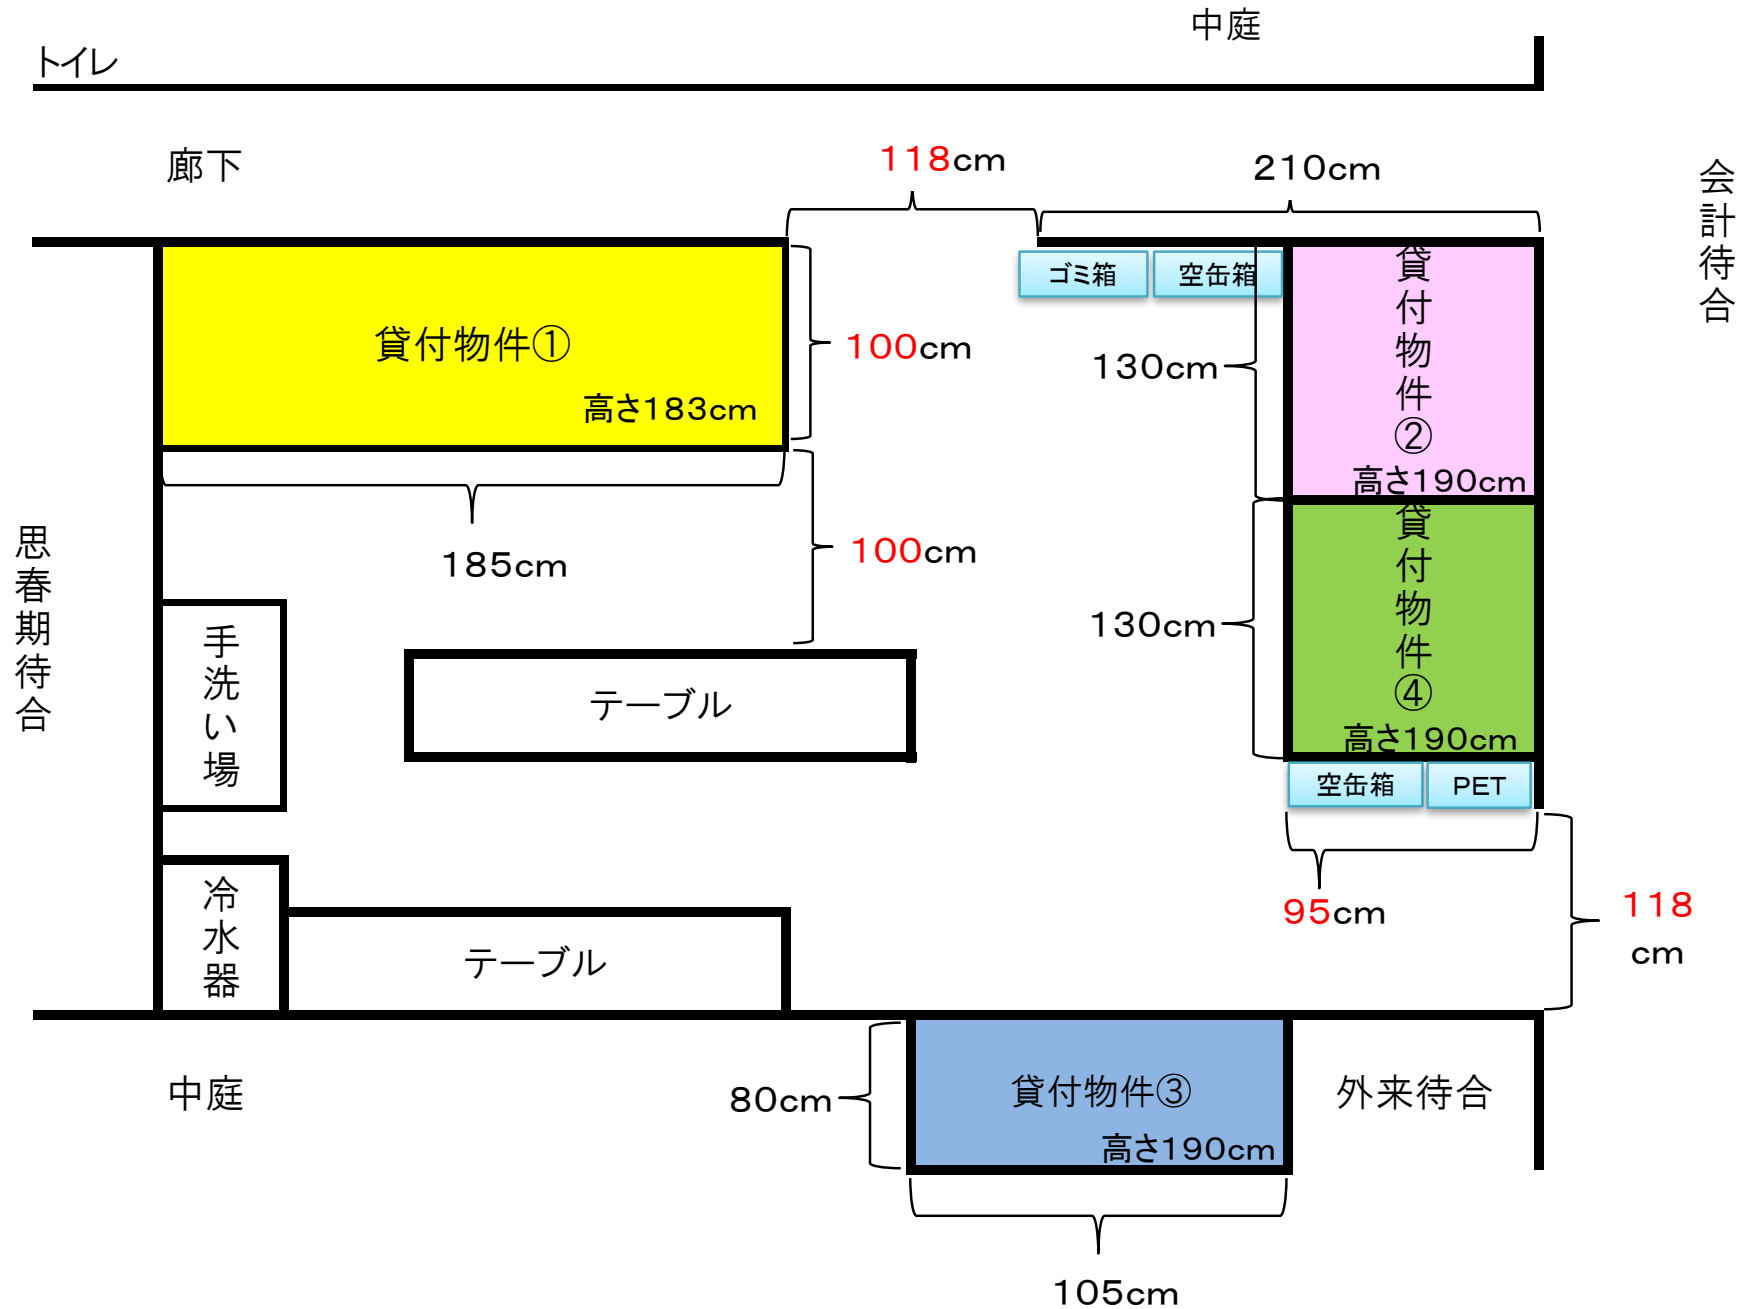 中庭
トイレ
廊下
118cm
210cm
会計待合
ゴミ箱
空缶箱
貸付物件①
高さ183cm
100cm
130cm
貸付物件②
高さ190cm
185cm
100cm
思春期待合
手洗い場
テーブル
130cm
貸付物件④
高さ190cm
空缶箱
PET
冷水器
テーブル
95cm
118
cm
中庭
80cm
貸付物件③
高さ190cm
外来待合
105cm